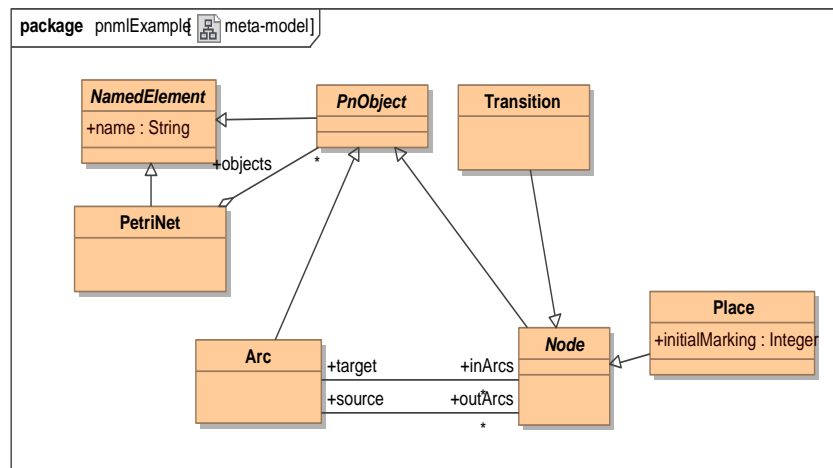 package pnmlExample[ meta-model]
NamedElement
+name : String
PnObject
Transition
+objects
*
PetriNet
Place
+initialMarking : Integer
Node
Arc
+target
+inArcs
*
+source
+outArcs
*